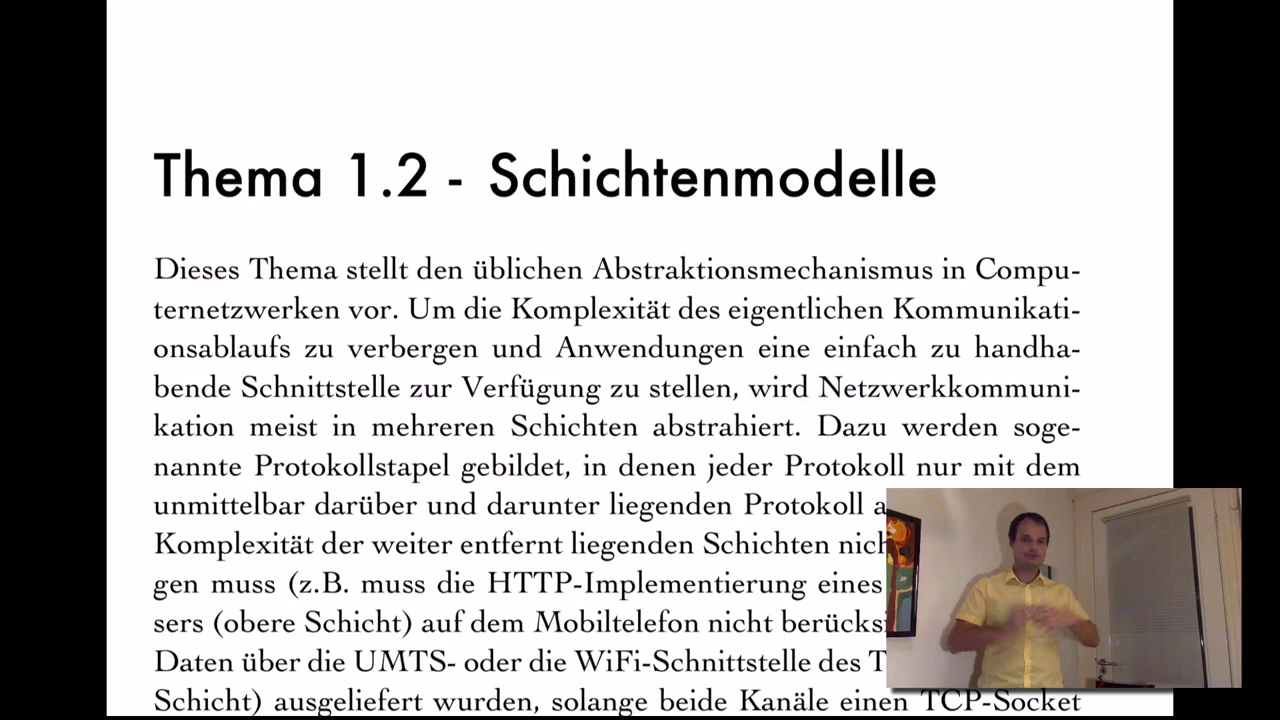 Thema 1.2 - Schichtenmodelle
Dieses Thema stellt den üblichen Abstraktionsmechanismus in Compu-
ternetzwerken vor. Um die Komplexität des eigentlichen Kommunikati-
onsablaufs zu verbergen und Anwendungen eine einfach zu handha-
bende Schnittstelle zur Verfügung zu stellen, wird Netzwerkkommuni-
kation meist in mehreren Schichten abstrahiert. Dazu werden soge-
nannte Protokollstapel gebildet, in denen jeder Protokoll nur mit dem
unmittelbar darüber und darunter liegenden Protokoll
Komplexität der weiter entfernt liegenden Schichten
gen muss (z.B. muss die HTTP-Implementierung eines
sers (obere Schicht) auf dem Mobiltelefon nicht
Daten über die UMTS- oder die WiFi-Schnittstelle des
Schicht) ausgeliefert wurden, solange beide Kanäle einen TCP-Socket